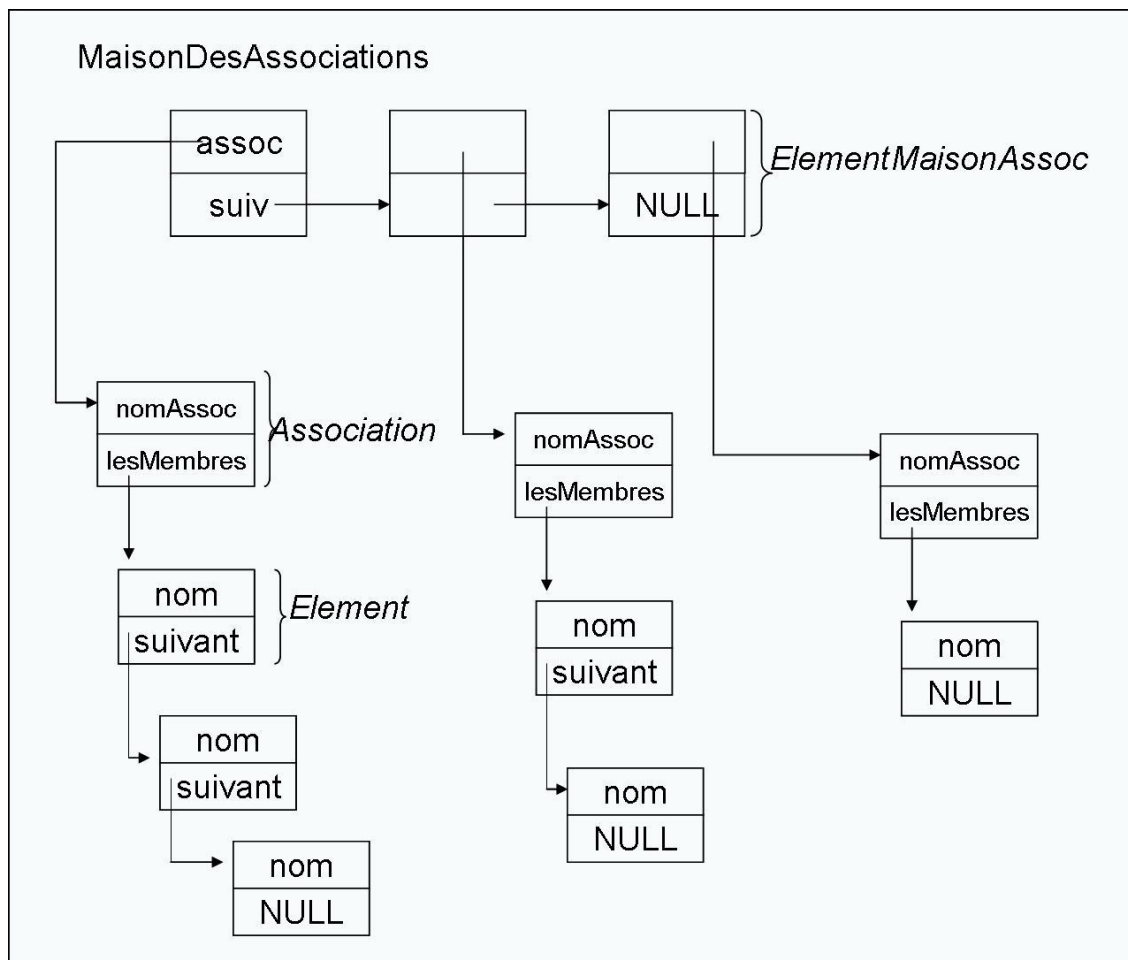 MaisonDesAssociations
assoc
suiv
NULL
ElementMaisonAssoc
nomAssoc
lesMembres
Association
nomAssoc
lesMembres
nomAssoc
lesMembres
nom
suivant
Element
nom
suivant
nom
NULL
nom
suivant
nom
NULL
nom
NULL